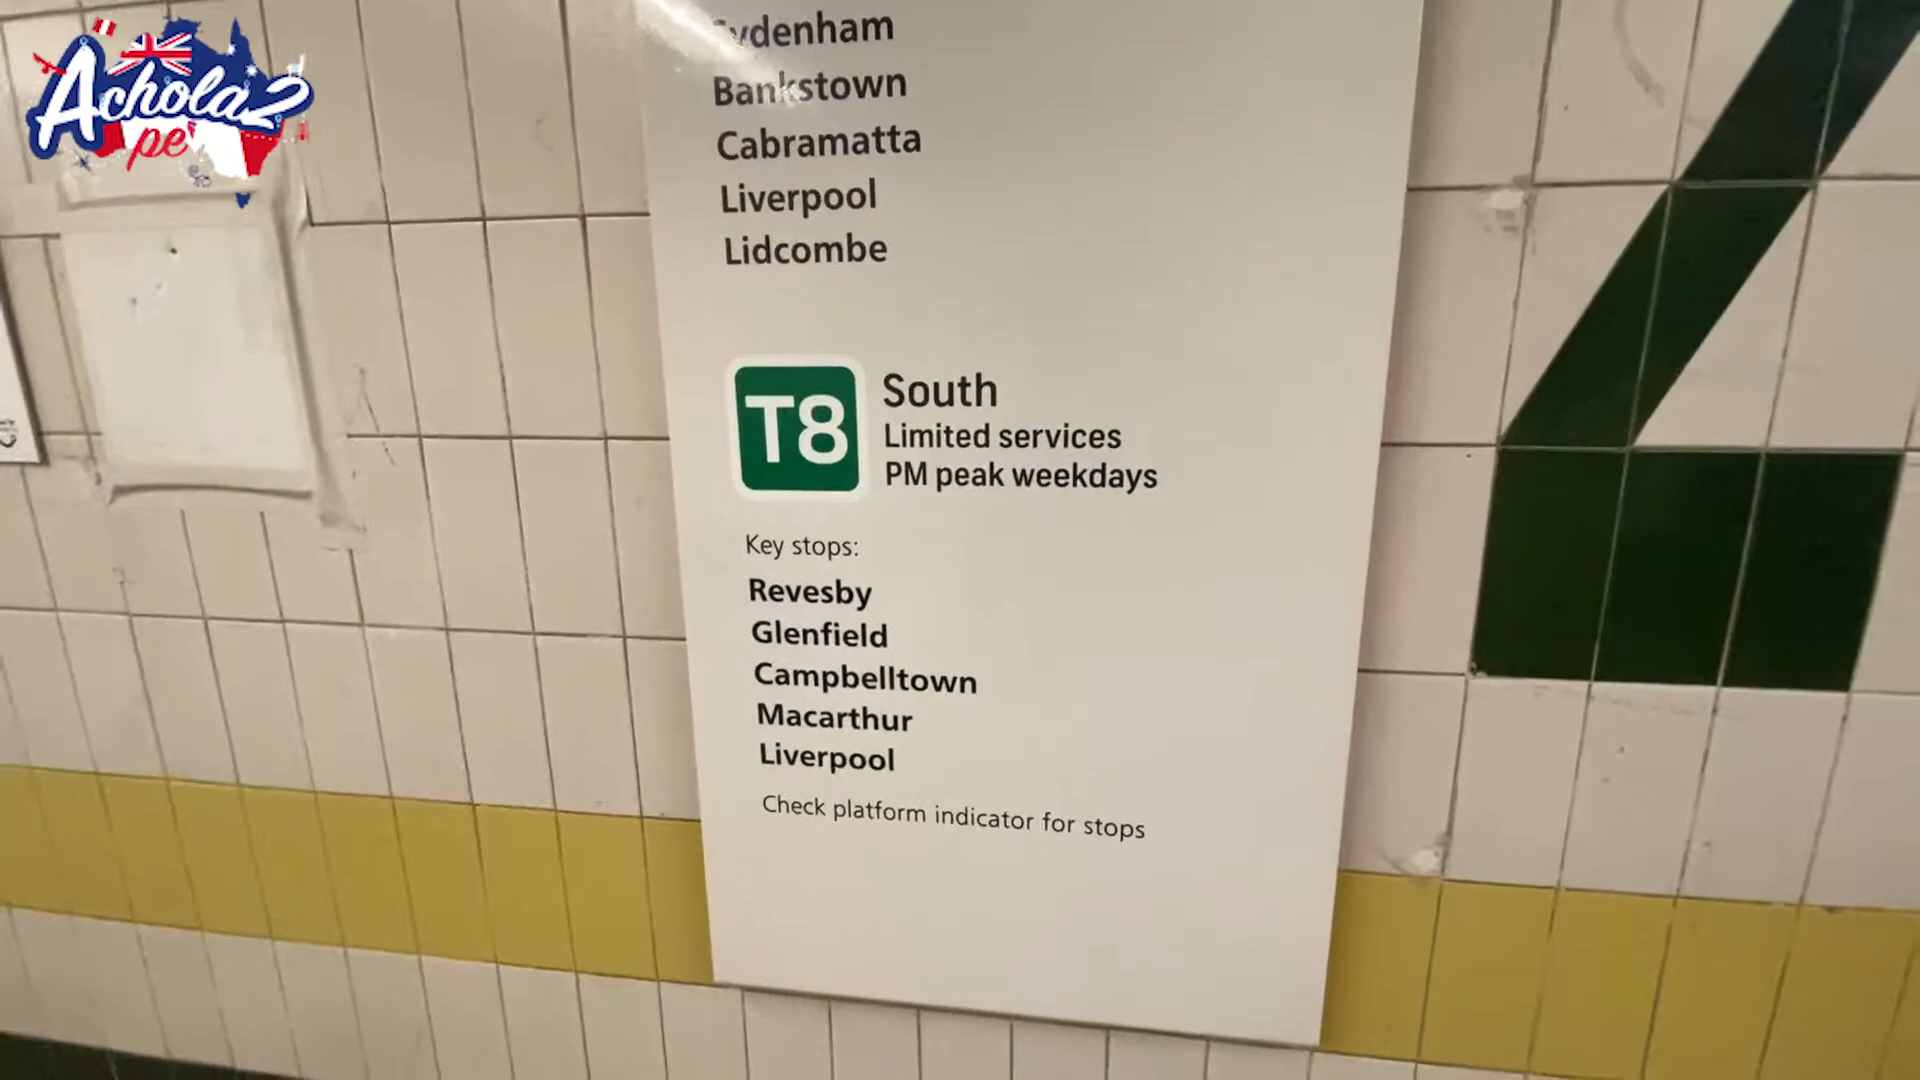 Achola2
pe
Sydenham
Bankstown
Cabramatta
Liverpool
Lidcombe
T8
South
Limited services
PM peak weekdays
Key stops:
Revesby
Glenfield
Campbelltown
Macarthur
Liverpool
Check platform indicator for stops